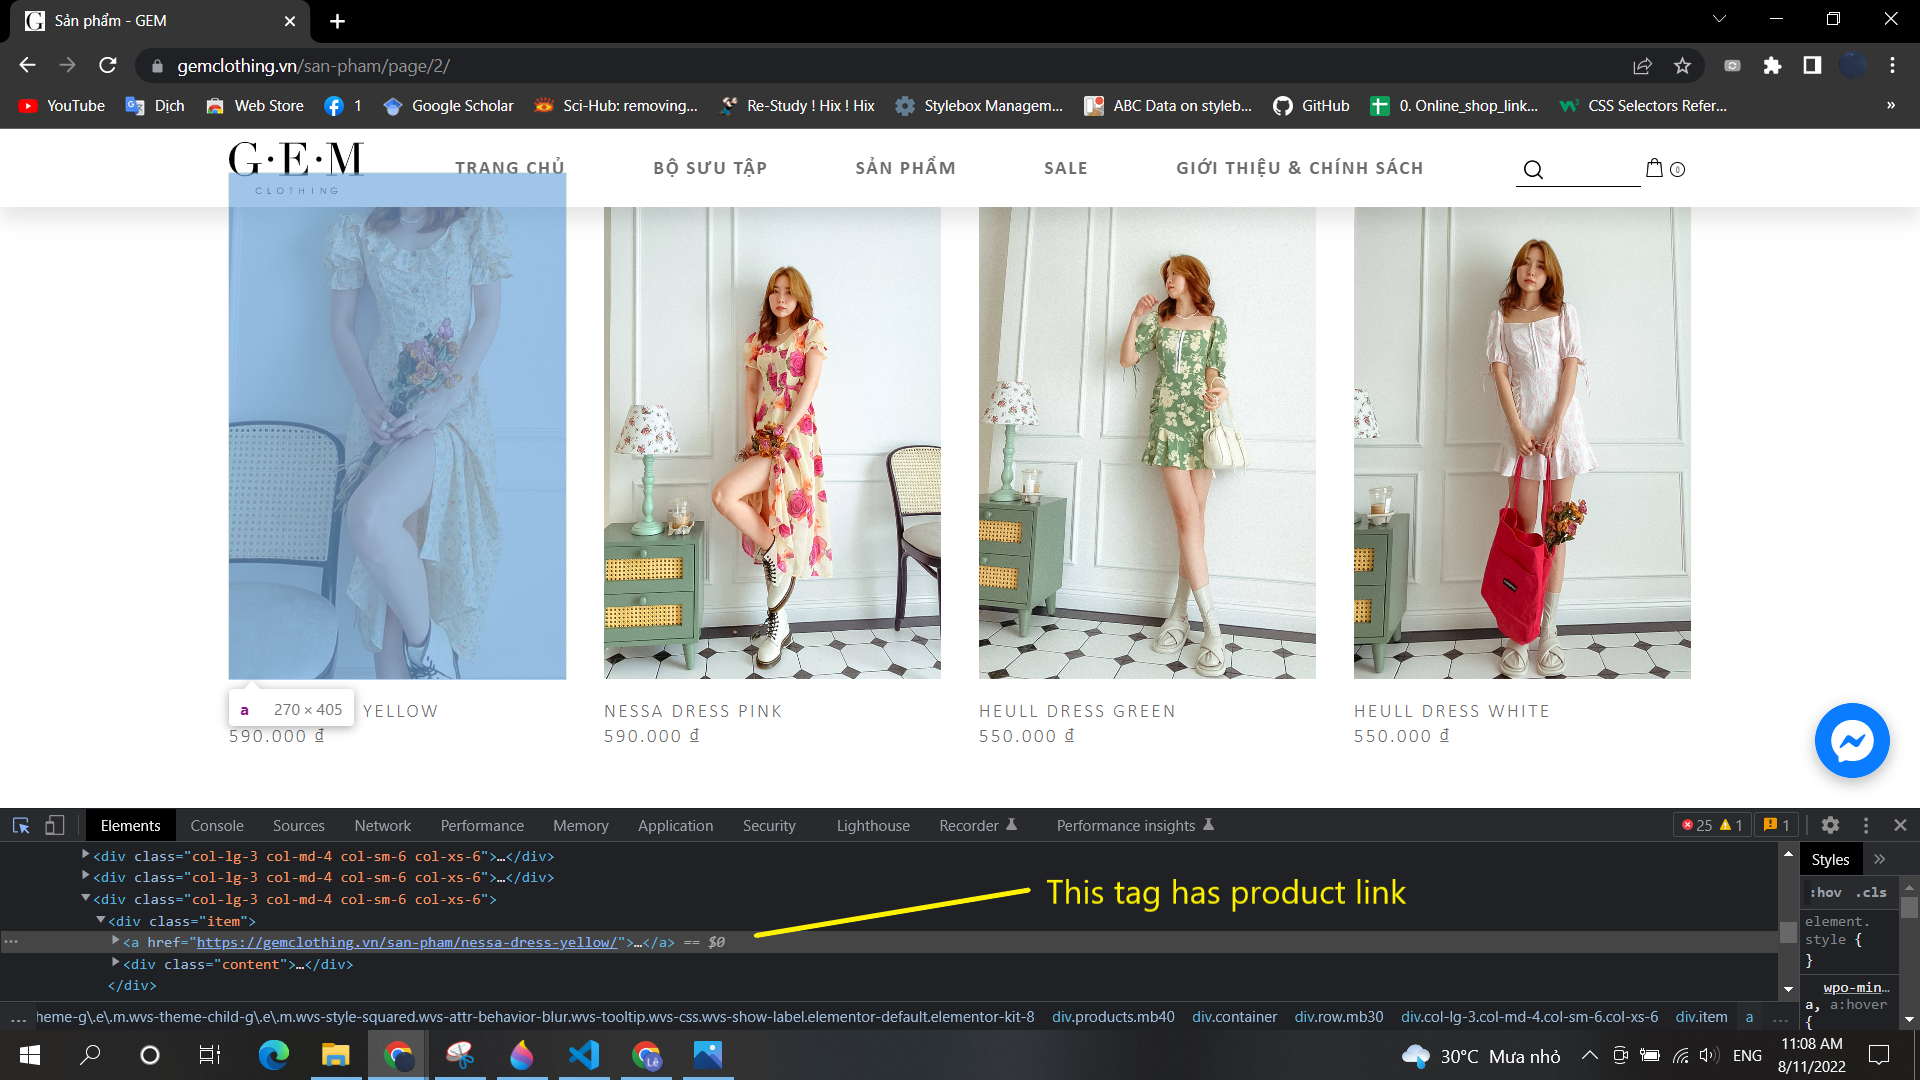 Sản phẩm - GEM
gemclothing.vn/san-pham/page/2/
YouTube Dịch Web Store 1 Google Scholar Sci-Hub: removing... Re-Study ! Hix ! Hix Stylebox Managem... ABC Data on styleb... GitHub 0. Online_shop_link... CSS Selectors Refer... »
G·E·M
CLOTHING
TRANG CHỦ BỘ SƯU TẬP SẢN PHẨM SALE GIỚI THIỆU & CHÍNH SÁCH 0
a 270 × 405
YELLOW
590.000 ₫
NESSA DRESS PINK
590.000 ₫
HEULL DRESS GREEN
550.000 ₫
HEULL DRESS WHITE
550.000 ₫
Elements Console Sources Network Performance Memory Application Security Lighthouse Recorder Performance insights 25 1 1
<div class="col-lg-3 col-md-4 col-sm-6 col-xs-6">…</div>
<div class="col-lg-3 col-md-4 col-sm-6 col-xs-6">…</div>
<div class="col-lg-3 col-md-4 col-sm-6 col-xs-6">
<div class="item">
<a href="https://gemclothing.vn/san-pham/nessa-dress-yellow/">…</a> == $0
<div class="content">…</div>
</div>
This tag has product link
Styles »
:hov .cls
element.
style {
}
wpo-min…
a, a:hover
{
... heme-g\.e\.m.wvs-theme-child-g\.e\.m.wvs-style-squared.wvs-attr-behavior-blur.wvs-tooltip.wvs-css.wvs-show-label.elementor-default.elementor-kit-8 div.products.mb40 div.container div.row.mb30 div.col-lg-3.col-md-4.col-sm-6.col-xs-6 div.item a ...
Lê
30°C Mưa nhỏ ENG
11:08 AM
8/11/2022